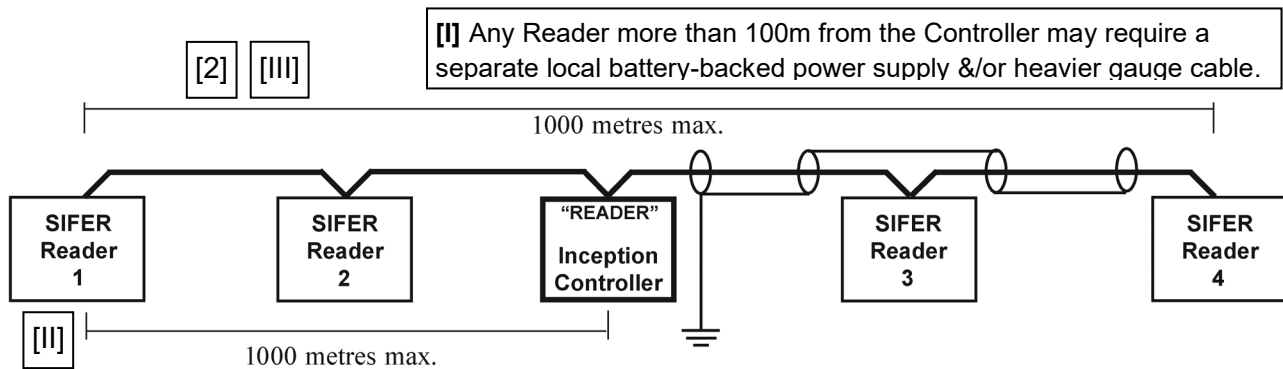 [I] Any Reader more than 100m from the Controller may require a
separate local battery-backed power supply &/or heavier gauge cable.
[2] [III]
1000 metres max.
SIFER
Reader
1
SIFER
Reader
2
“READER”
Inception
Controller
SIFER
Reader
3
SIFER
Reader
4
[II]
1000 metres max.